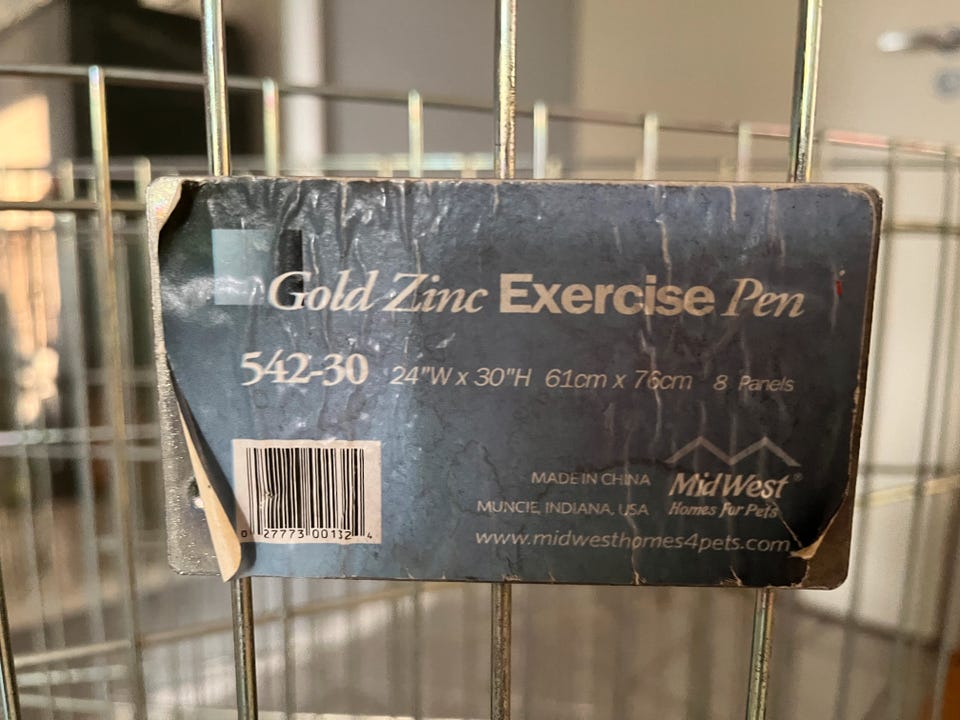 Gold Zinc Exercise Pen
542-30 24"W x 30"H 61cm x 76cm 8 Panels
MADE IN CHINA
MUNCIE, INDIANA, USA
MidWest®
Homes For Pets
www.midwesthomes4pets.com
0 27773 00132 4